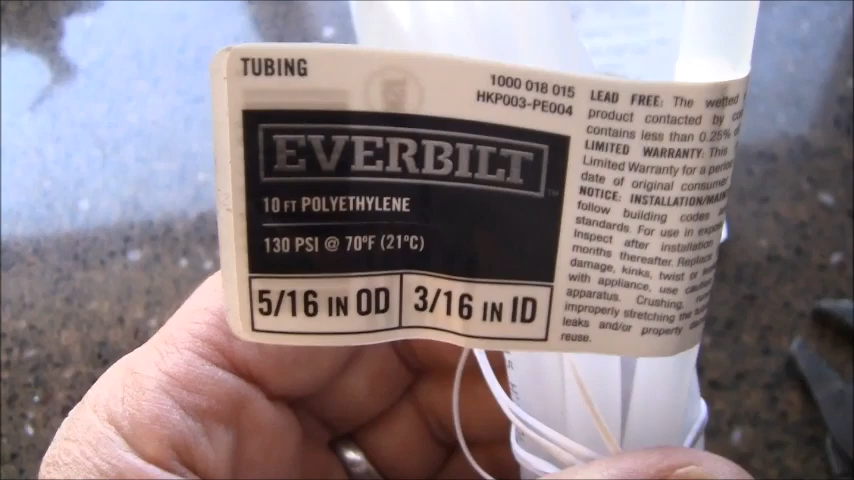 TUBING
1000 018 015
HKP003-PE004
EVERBILT™
10 FT POLYETHYLENE
130 PSI @ 70°F (21°C)
5/16 IN OD
3/16 IN ID
LEAD FREE: The wetted
product contacted by
contains less than 0.25%
LIMITED WARRANTY: This
Limited Warranty for a
date of original consumer
NOTICE: INSTALLATION
follow building codes
standards. For use in
Inspect after installation
months thereafter. Replace
damage, kinks, twist or
with appliance, use
apparatus. Crushing,
improperly stretching the
leaks and/or property
reuse.